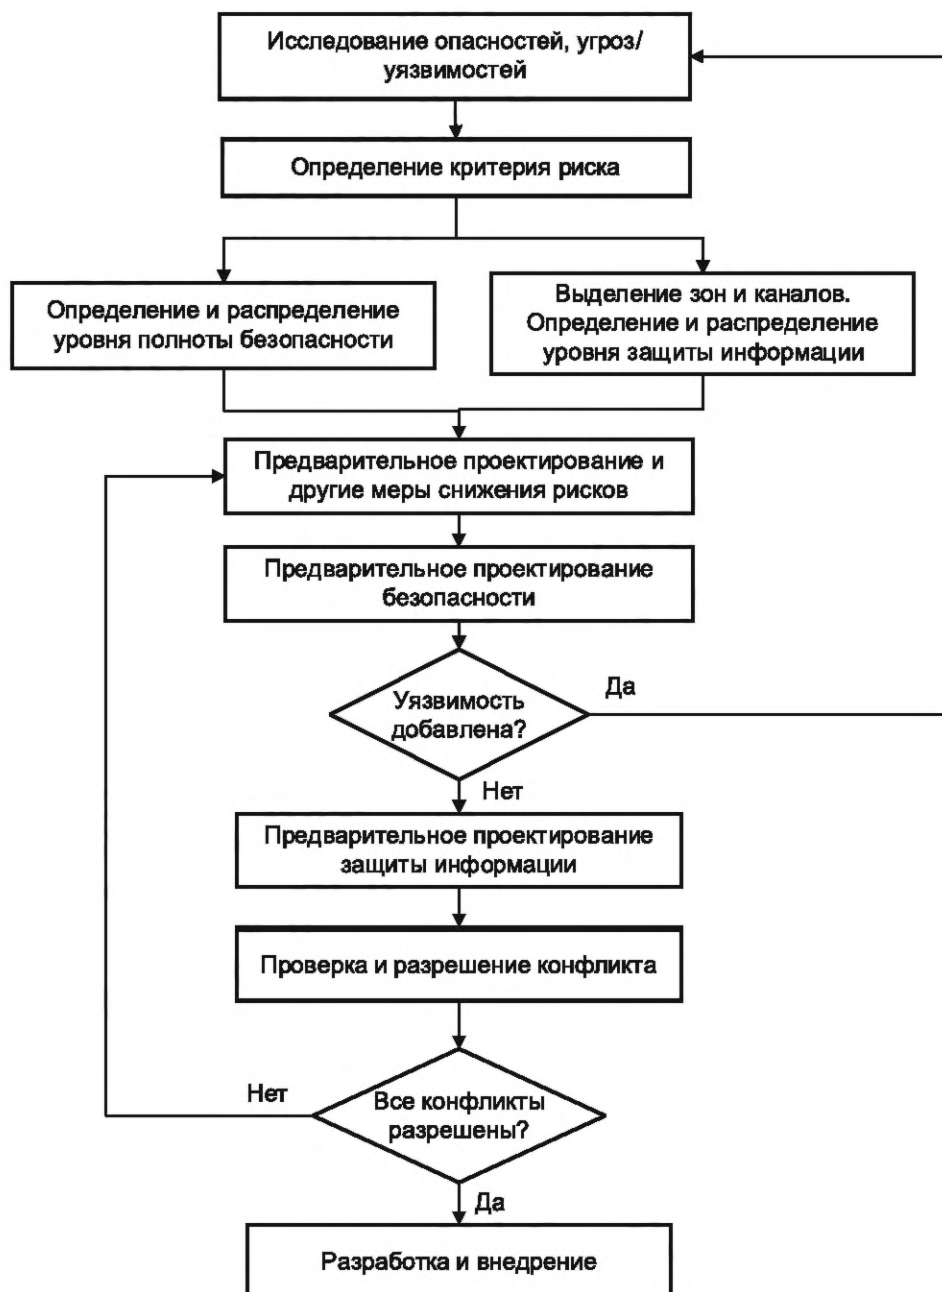 Исследование опасностей, угроз/
уязвимостей
Определение критерия риска
Определение и распределение
уровня полноты безопасности
Выделение зон и каналов.
Определение и распределение
уровня защиты информации
Предварительное проектирование и
другие меры снижения рисков
Предварительное проектирование
безопасности
Уязвимость
добавлена?
Да
Нет
Предварительное проектирование
защиты информации
Проверка и разрешение конфликта
Все конфликты
разрешены?
Нет
Да
Разработка и внедрение